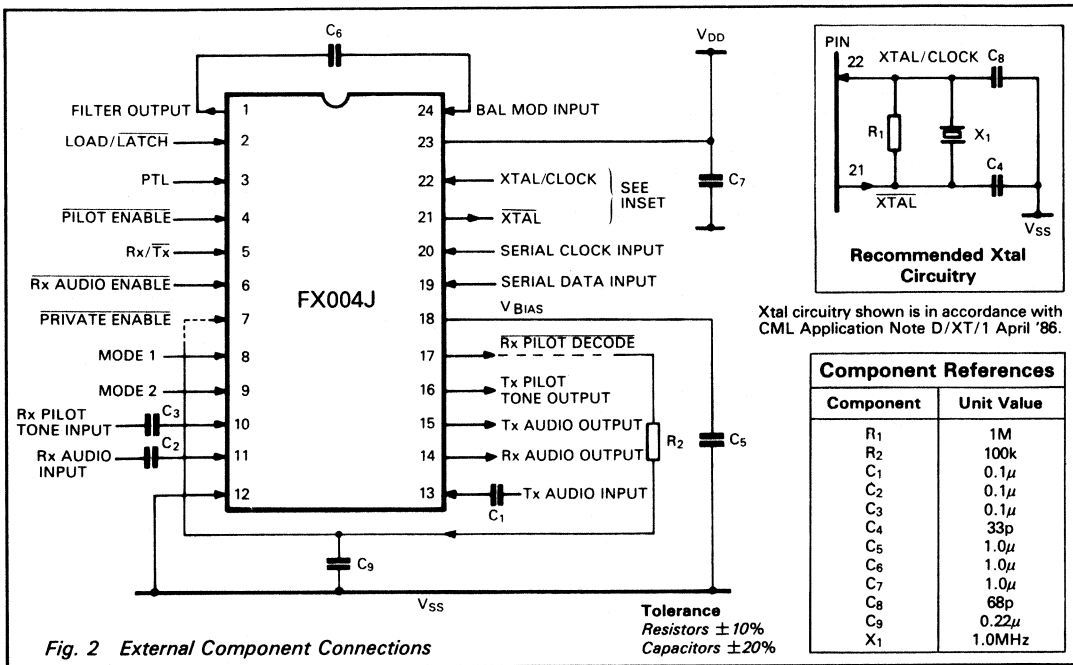 C6
FILTER OUTPUT 1
LOAD/LATCH 2
PTL 3
PILOT ENABLE 4
Rx/Tx 5
Rx AUDIO ENABLE 6
PRIVATE ENABLE 7
MODE 1 8
MODE 2 9
Rx PILOT TONE INPUT C3 10
Rx AUDIO INPUT C2 11
12
FX004J
24 BAL MOD INPUT
23
22 XTAL/CLOCK
21 XTAL
SEE INSET
20 SERIAL CLOCK INPUT
19 SERIAL DATA INPUT
18 VBIAS
17 Rx PILOT DECODE
16 Tx PILOT TONE OUTPUT
15 Tx AUDIO OUTPUT
14 Rx AUDIO OUTPUT
13 Tx AUDIO INPUT
C1
R2
C5
C9
VSS
VDD
C7
Tolerance
Resistors ±10%
Capacitors ±20%
Fig. 2 External Component Connections
PIN
22 XTAL/CLOCK C8
R1 X1
21 XTAL C4
VSS
Recommended Xtal
Circuitry
Xtal circuitry shown is in accordance with
CML Application Note D/XT/1 April '86.
Component References
Component Unit Value
R1 1M
R2 100k
C1 0.1μ
C2 0.1μ
C3 0.1μ
C4 33p
C5 1.0μ
C6 1.0μ
C7 1.0μ
C8 68p
C9 0.22μ
X1 1.0MHz